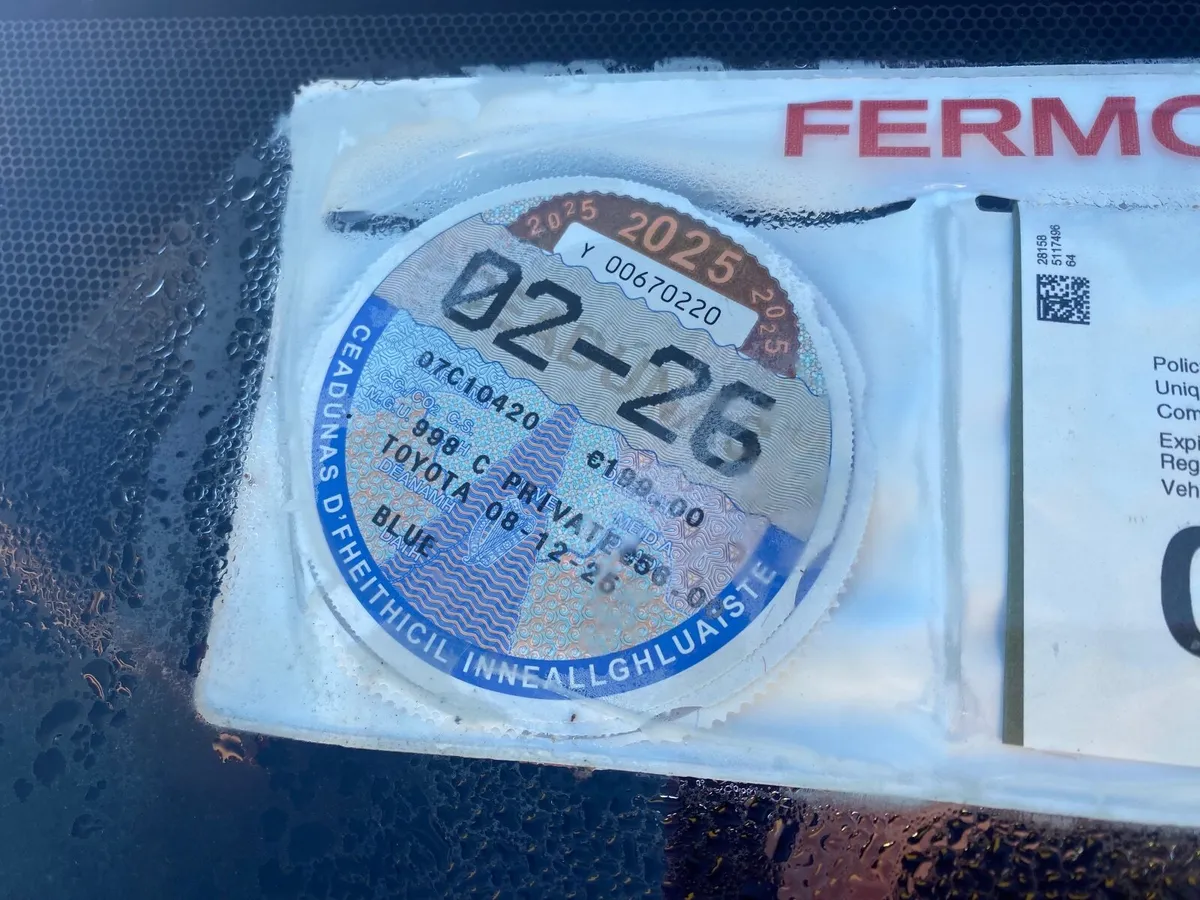 FERMO
2025 2025 2025
Y 00670220
02-26
07C10420
€199.00
998 C PRIVATE
TOYOTA 08-12-25
BLUE
CEADÚNAS D'FHEITHICIL INNEALLGHLUAISTE
28158
5117496
64
Polic
Uniq
Com
Expi
Reg
Veh